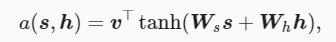 a(s, h) = v⊤ tanh(Wₛs + Wₕh),